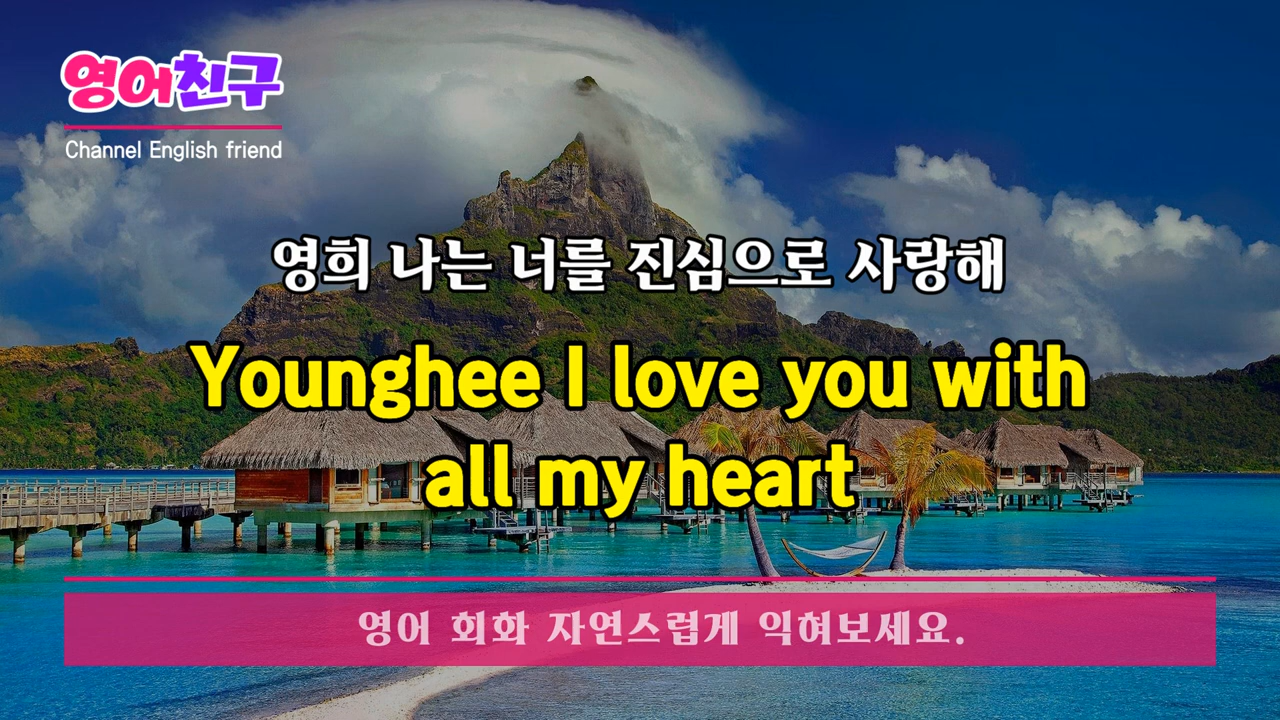 영어친구
Channel English friend
영희 나는 너를 진심으로 사랑해
Younghee I love you with
all my heart
영어 회화 자연스럽게 익혀보세요.